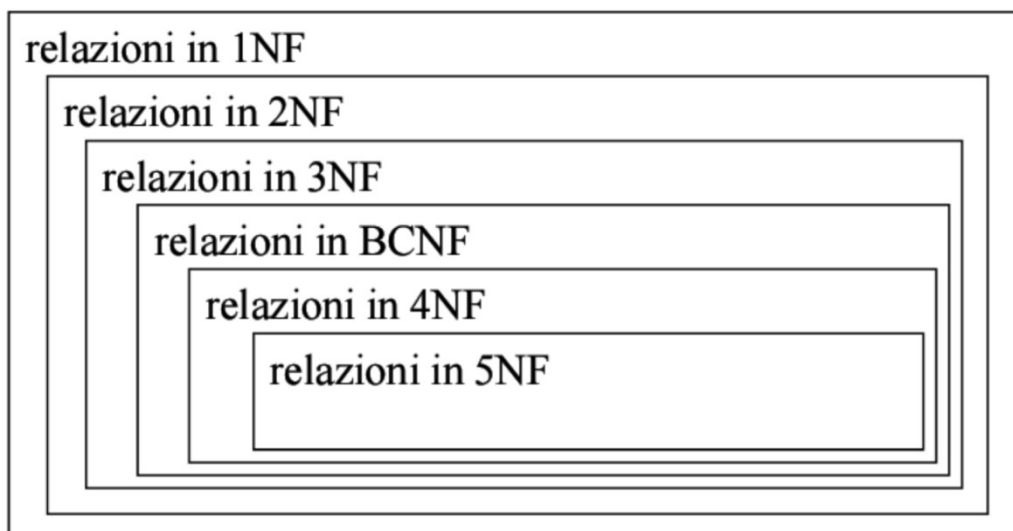 relazioni in 1NF
relazioni in 2NF
relazioni in 3NF
relazioni in BCNF
relazioni in 4NF
relazioni in 5NF